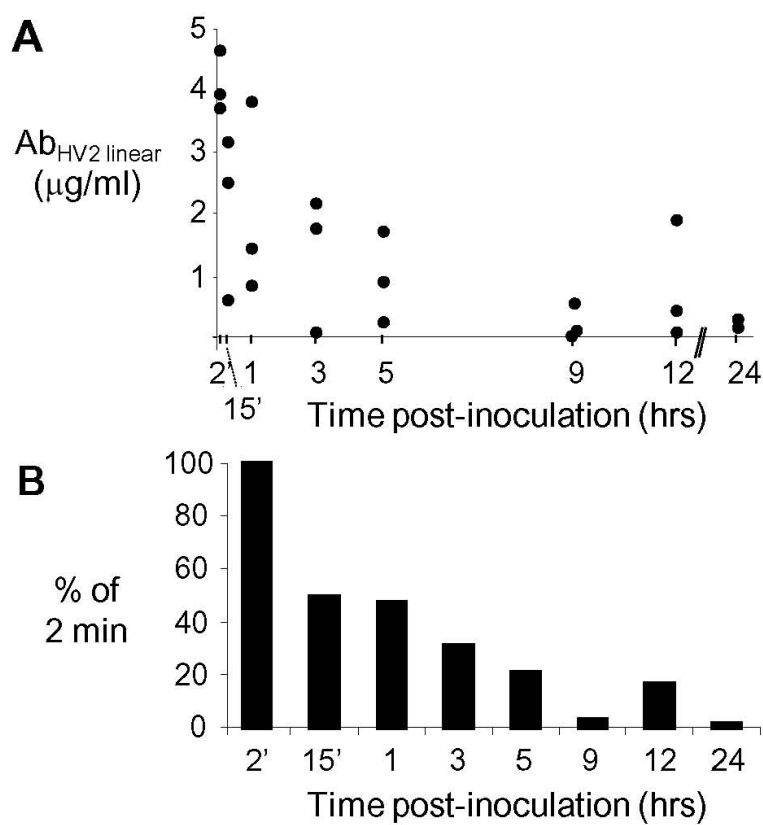 A
5
4
3
2
1
Ab HV2 linear
(μg/ml)
2' 1 3 5 9 12 24
15'
Time post-inoculation (hrs)
B
100
80
60
40
20
0
% of
2 min
2' 15' 1 3 5 9 12 24
Time post-inoculation (hrs)